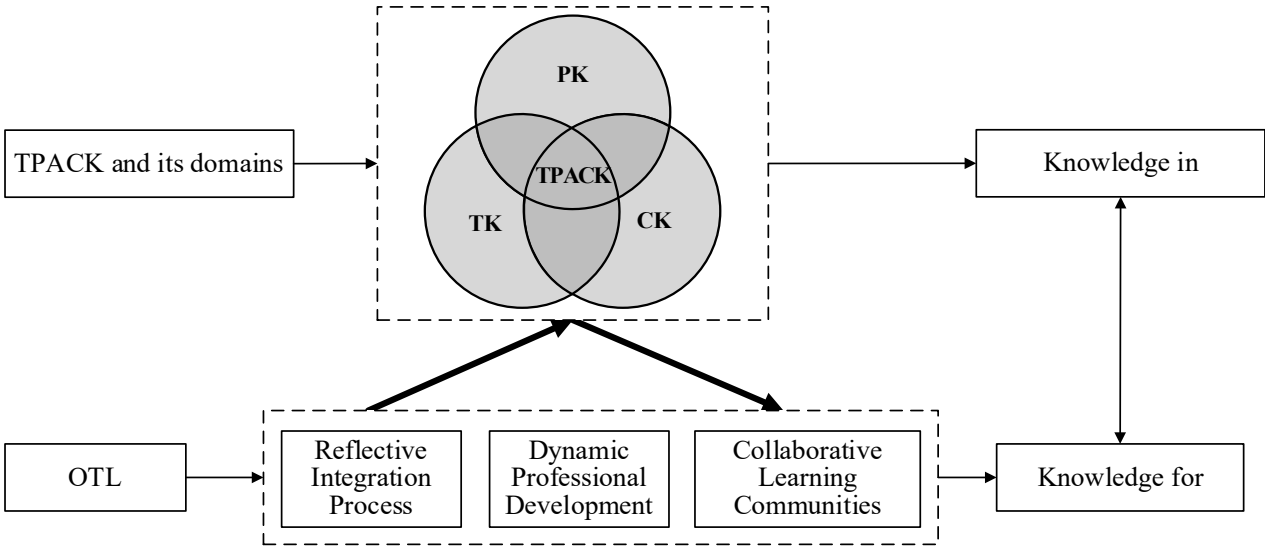 PK
TPACK and its domains
TPACK
Knowledge in
TK
CK
OTL
Reflective
Integration
Process
Dynamic
Professional
Development
Collaborative
Learning
Communities
Knowledge for